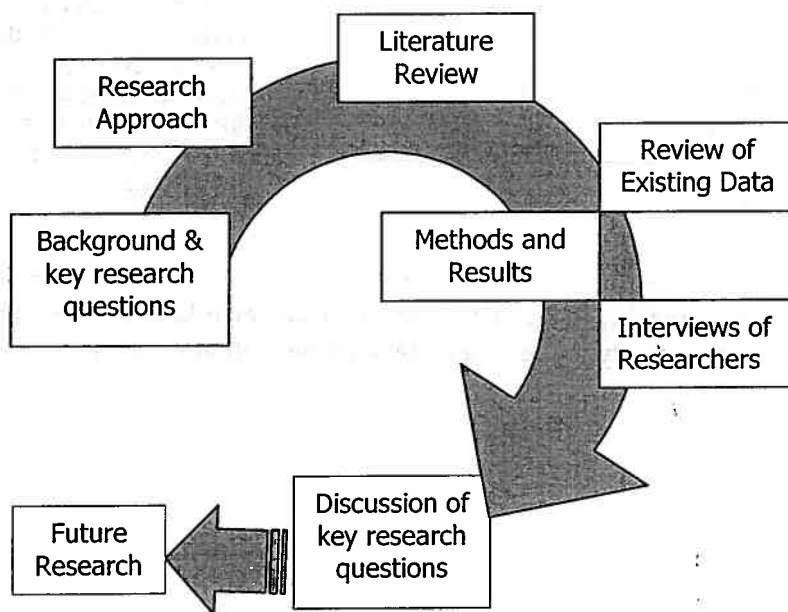 Literature
Review
Research
Approach
Review of
Existing Data
Background &
key research
questions
Methods and
Results
Interviews of
Researchers
Discussion of
key research
questions
Future
Research